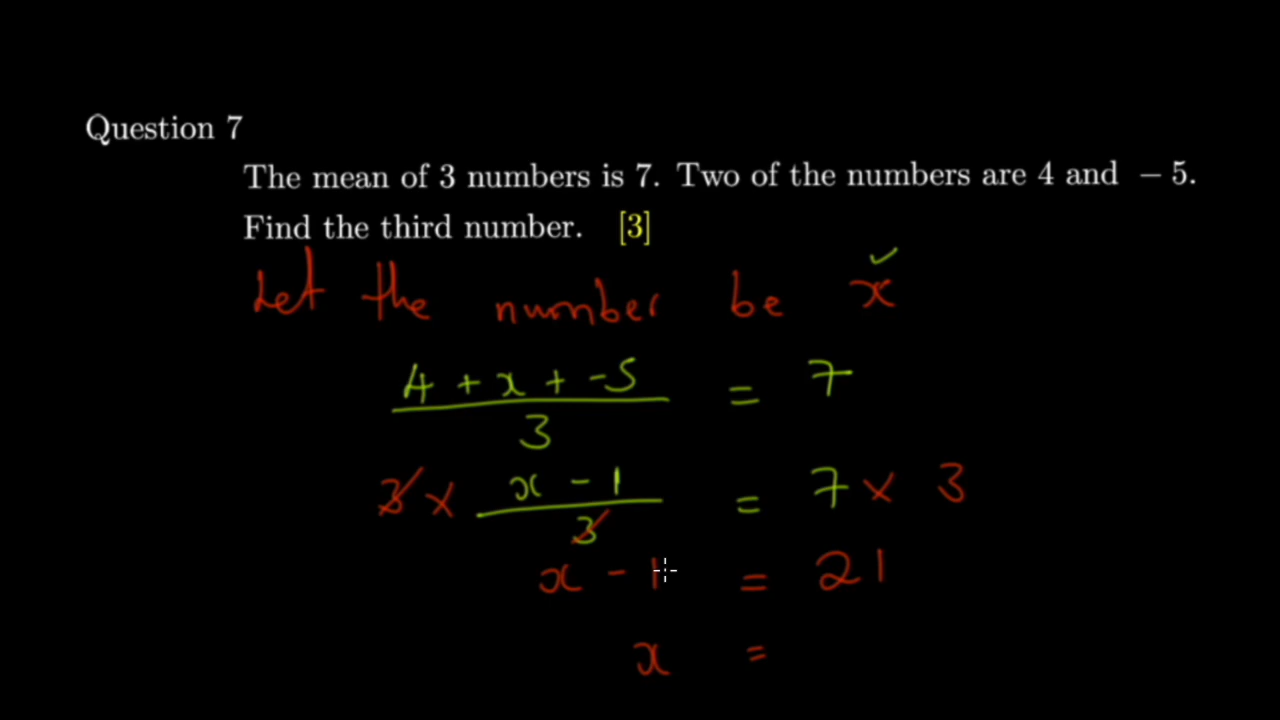 Question 7
The mean of 3 numbers is 7. Two of the numbers are 4 and − 5.
Find the third number. [3]
Let the number be x ✓
4 + x + -5 = 7
3
3 × x - 1 = 7 × 3
3
x - 1 = 21
x =